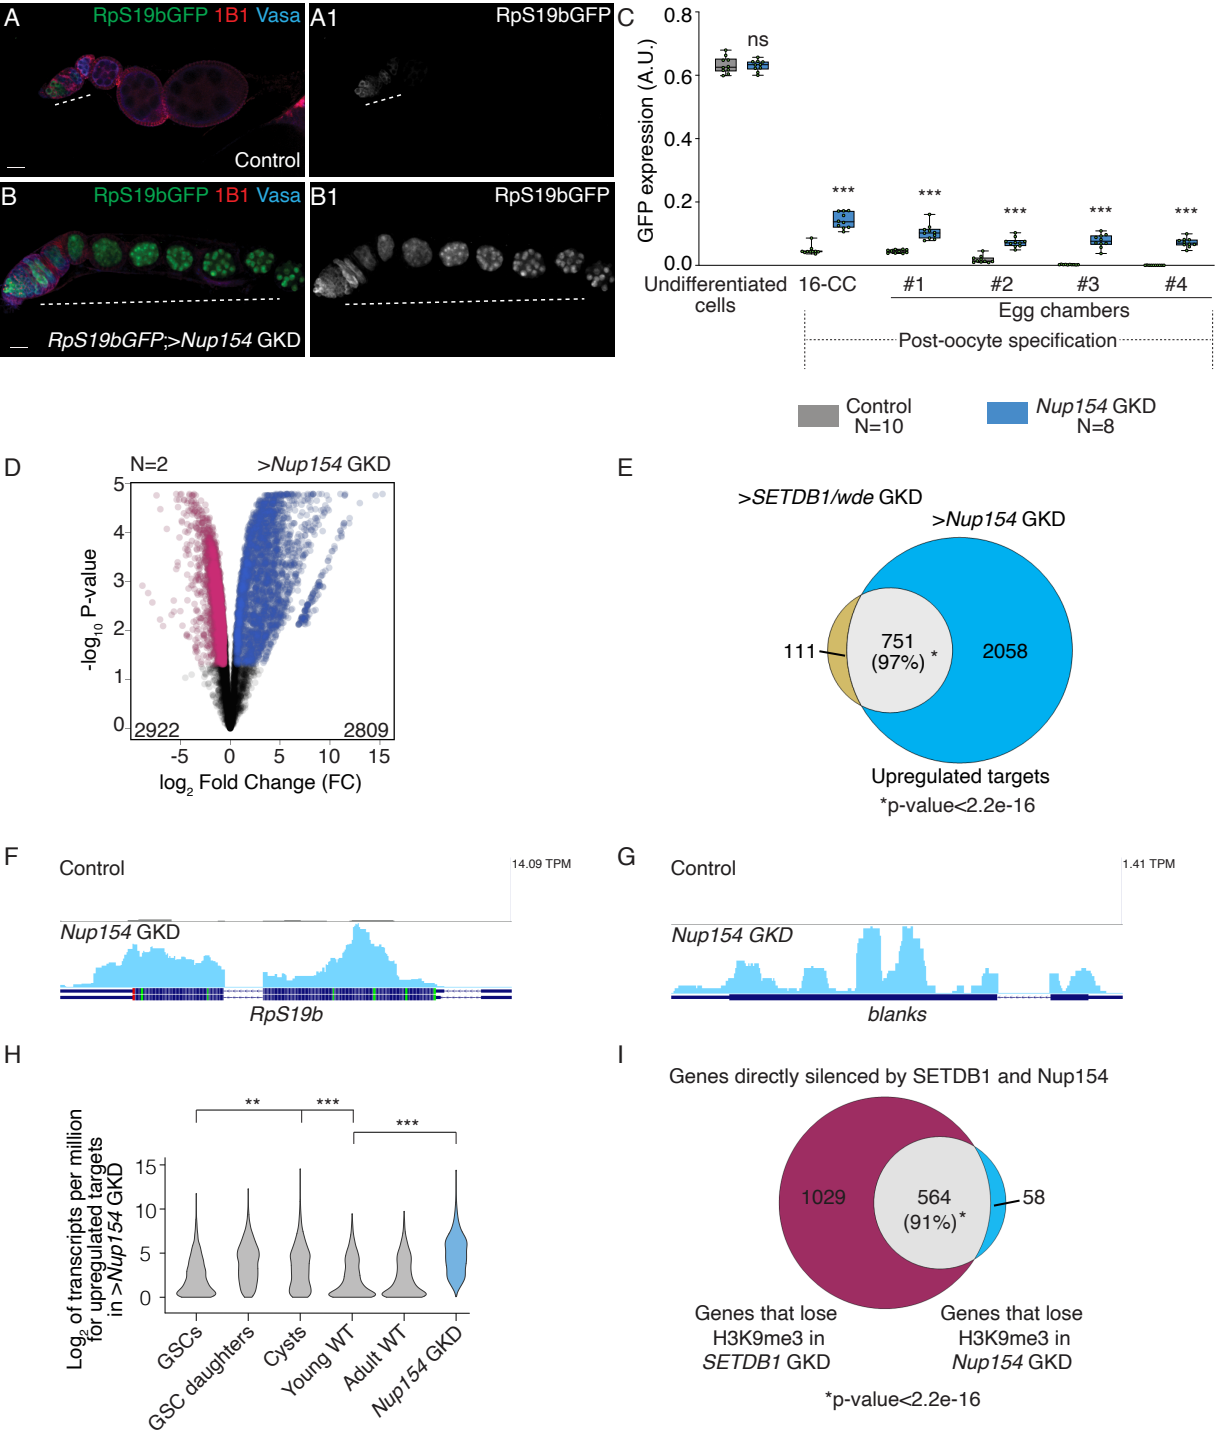 A
RpS19bGFP 1B1 Vasa
Control
A1
RpS19bGFP
B
RpS19bGFP 1B1 Vasa
RpS19bGFP;>Nup154 GKD
B1
RpS19bGFP
C
GFP expression (A.U.)
0.8
0.6
0.4
0.2
0.0
ns
***
***
***
***
***
Undifferentiated
cells
16-CC
#1
#2
#3
#4
Egg chambers
Post-oocyte specification
Control
N=10
Nup154 GKD
N=8
D
N=2
>Nup154 GKD
-log10 P-value
5
4
3
2
1
0
2922
2809
-5
0
5
10
15
log2 Fold Change (FC)
E
>SETDB1/wde GKD
>Nup154 GKD
111
751
(97%) *
2058
Upregulated targets
*p-value<2.2e-16
F
Control
14.09 TPM
Nup154 GKD
RpS19b
G
Control
1.41 TPM
Nup154 GKD
blanks
H
Log2 of transcripts per million
for upregulated targets
in >Nup154 GKD
15
10
5
0
**
***
***
GSCs
GSC daughters
Cysts
Young WT
Adult WT
Nup154 GKD
I
Genes directly silenced by SETDB1 and Nup154
1029
564
(91%) *
58
Genes that lose
H3K9me3 in
SETDB1 GKD
Genes that lose
H3K9me3 in
Nup154 GKD
*p-value<2.2e-16